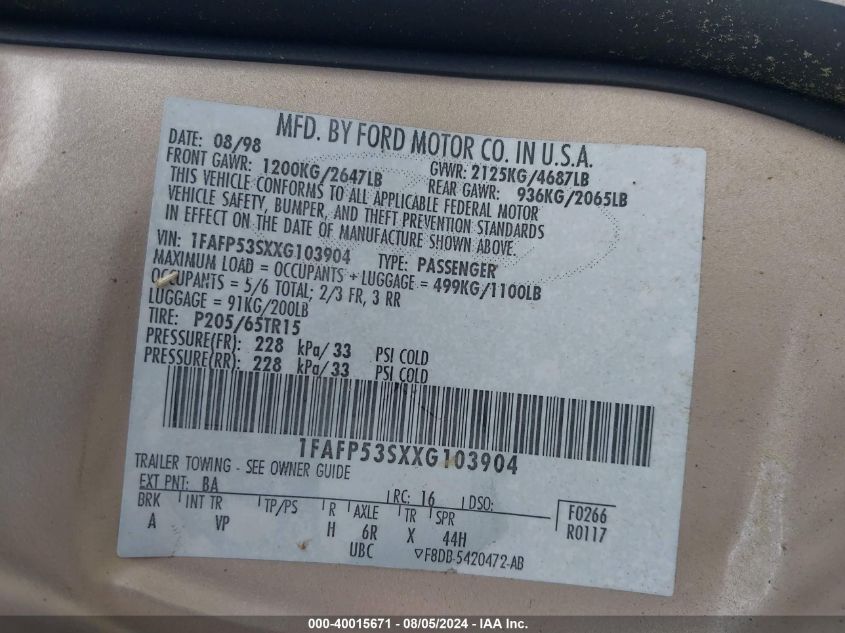 MFD. BY FORD MOTOR CO. IN U.S.A.
DATE: 08/98 GVWR: 2125KG/4687LB
FRONT GAWR: 1200KG/2647LB REAR GAWR: 936KG/2065LB
THIS VEHICLE CONFORMS TO ALL APPLICABLE FEDERAL MOTOR
VEHICLE SAFETY, BUMPER, AND THEFT PREVENTION STANDARDS
IN EFFECT ON THE DATE OF MANUFACTURE SHOWN ABOVE.
VIN: 1FAFP53SXXG103904 TYPE: PASSENGER
MAXIMUM LOAD = OCCUPANTS + LUGGAGE = 499KG/1100LB
OCCUPANTS = 5/6 TOTAL; 2/3 FR, 3 RR
LUGGAGE = 91KG/200LB
TIRE: P205/65TR15
PRESSURE(FR): 228 kPa/33 PSI COLD
PRESSURE(RR): 228 kPa/33 PSI COLD
1FAFP53SXXG103904
TRAILER TOWING - SEE OWNER GUIDE
EXT PNT: BA RC: 16 DSO: F0266
BRK INT TR TP/PS R AXLE TR SPR R0117
A VP H 6R X 44H
UBC ▽F8DB-5420472-AB
000-40015671 - 08/05/2024 - IAA Inc.